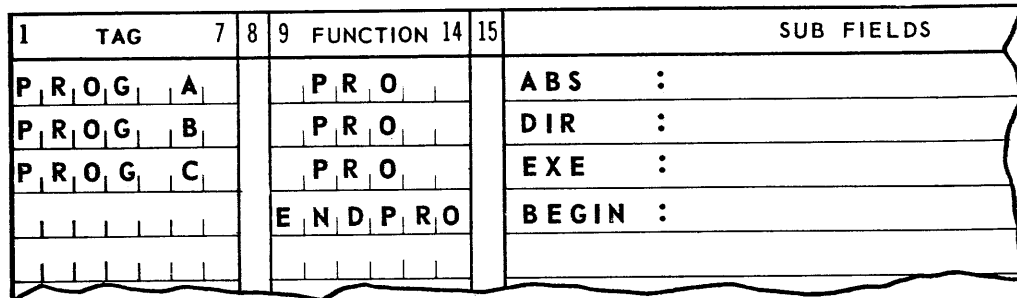 1 TAG 7 8 9 FUNCTION 14 15 SUB FIELDS
PROG A PRO ABS :
PROG B PRO DIR :
PROG C PRO EXE :
ENDPRO BEGIN :